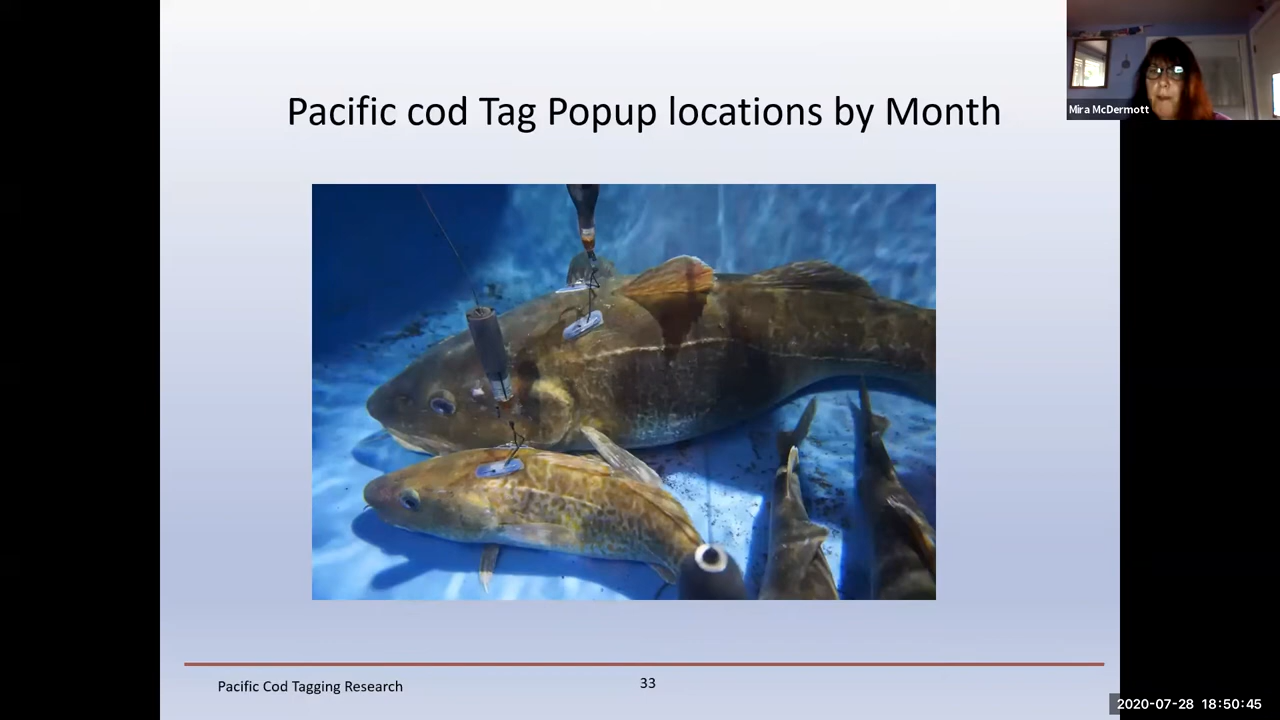 Pacific cod Tag Popup locations by Month
Mira McDermott
Pacific Cod Tagging Research
33
2020-07-28 18:50:45